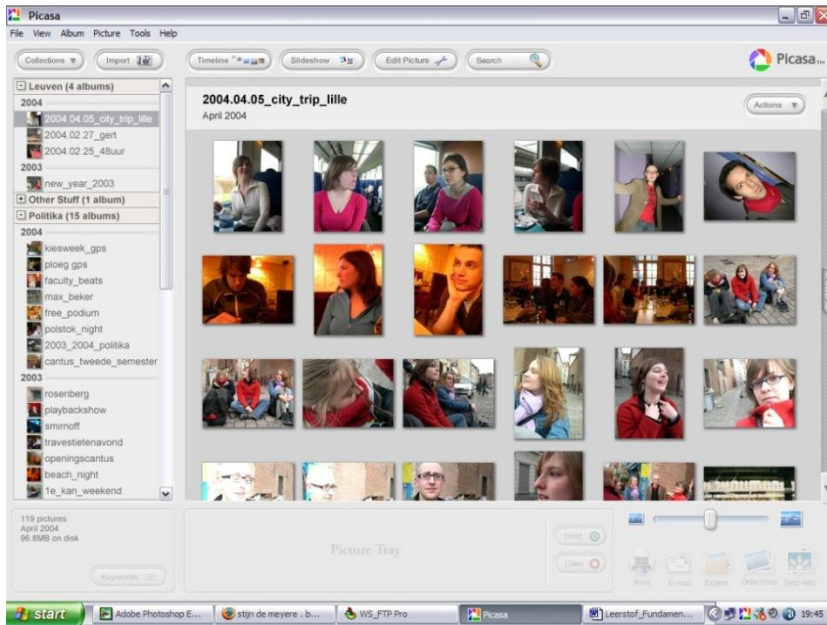 Picasa
File View Album Picture Tools Help
Collections Import Timeline Slideshow Edit Picture Search Picasa
Leuven (4 albums)
2004
2004.04.05_city_trip_lille
2004.02.27_gert
2004.02.25_48uur
2003
new_year_2003
Other Stuff (1 album)
Politika (15 albums)
2004
kiesweek_gps
ploeg gps
faculty_beats
max_beker
free_podium
polstok_night
2003_2004_politika
cantus_tweede_semester
2003
rosenberg
playbackshow
smirnoff
travestietenavond
openingscantus
beach_night
1e_kan_weekend
2004.04.05_city_trip_lille
April 2004
Actions
119 pictures
April 2004
96.8MB on disk
Keywords
Picture Tray
Hold
Clear
Print E-mail Export Order Prints Send Hello
start Adobe Photoshop E... stijn de meyere . b... WS_FTP Pro Picasa Leerstof_Fundamen... 19:45